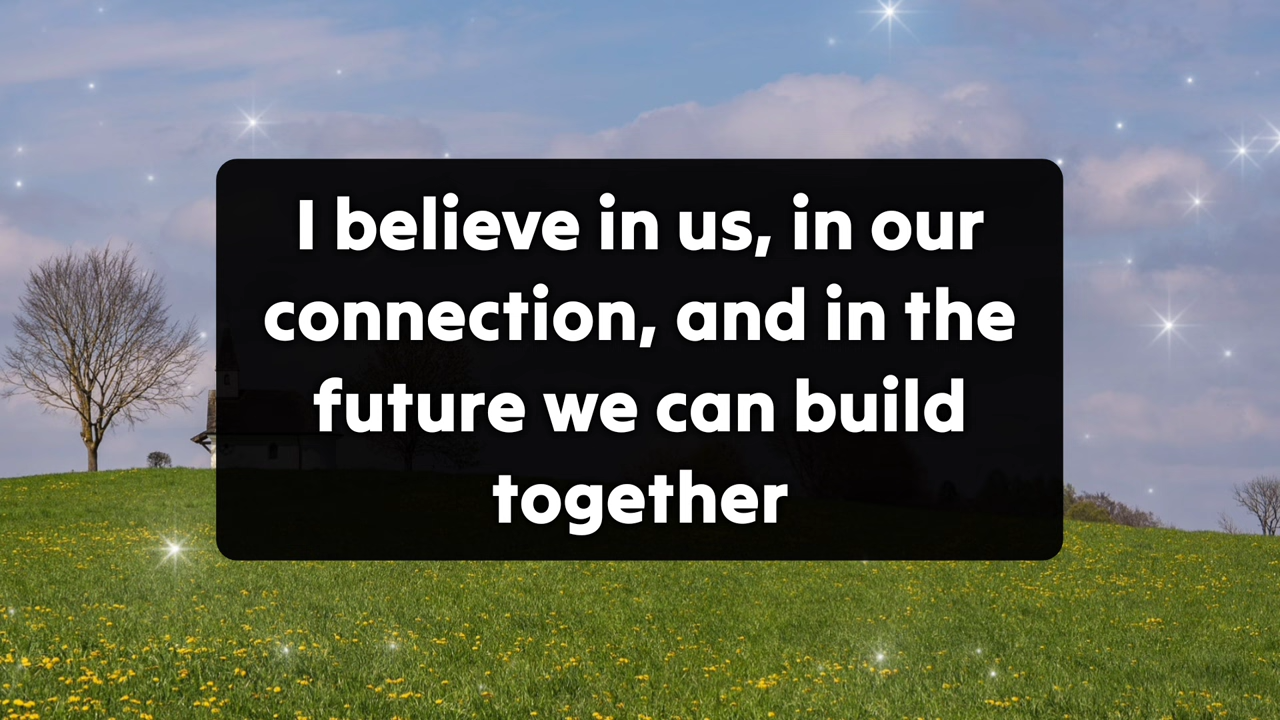 I believe in us, in our
connection, and in the
future we can build
together